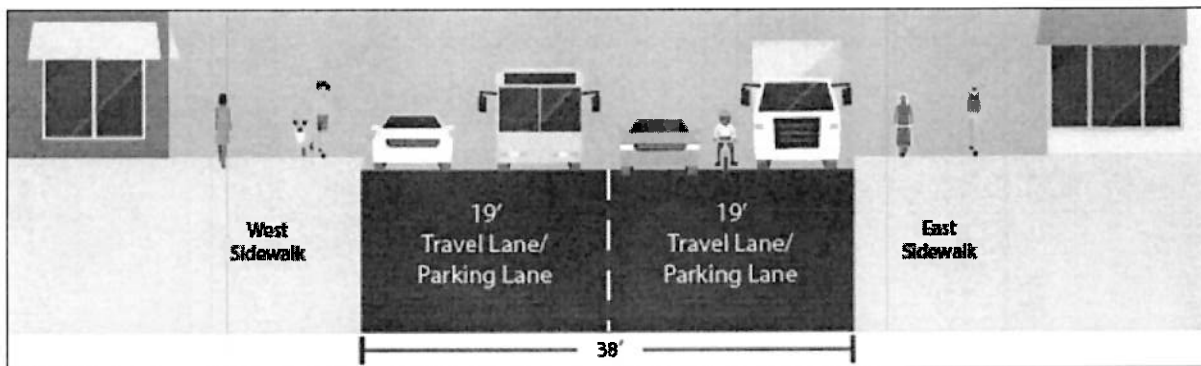 West
Sidewalk
19′
Travel Lane/
Parking Lane
19′
Travel Lane/
Parking Lane
East
Sidewalk
38′